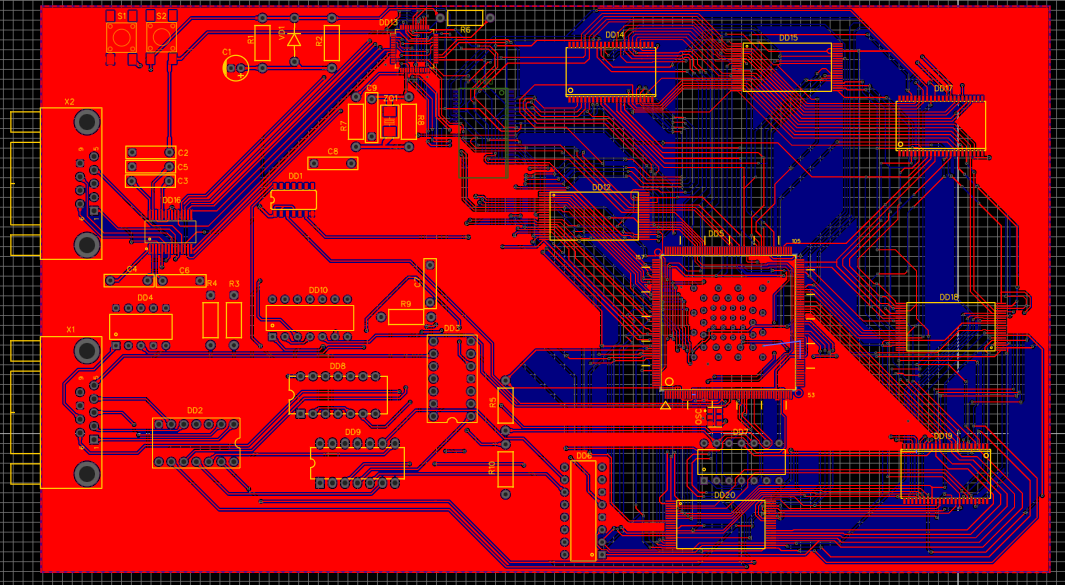 S1
S2
DD13
R6
R1
VD1
R2
C1
+
DD14
DD15
DD17
X2
C9
ZQ1
R7
R8
C2
C5
C3
C8
DD1
DD16
DD12
DD5
157
105
53
C4
C6
R4
R3
DD4
DD10
R9
DD3
DD18
X1
DD8
DD2
DD9
R5
R10
OSC
DD7
DD6
DD19
DD20